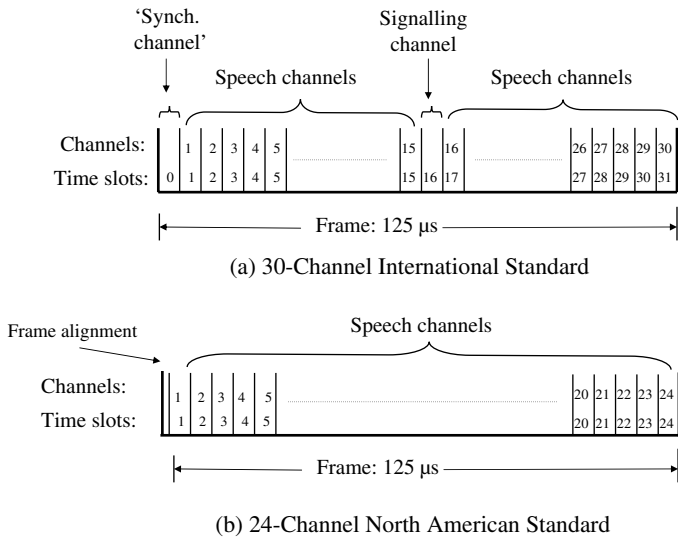 ‘Synch. channel’
Signalling channel
Speech channels
Speech channels
Channels: 1 2 3 4 5 15 16 26 27 28 29 30
Time slots: 0 1 2 3 4 5 15 16 17 27 28 29 30 31
Frame: 125 µs
(a) 30-Channel International Standard
Frame alignment
Speech channels
Channels: 1 2 3 4 5 20 21 22 23 24
Time slots: 1 2 3 4 5 20 21 22 23 24
Frame: 125 µs
(b) 24-Channel North American Standard